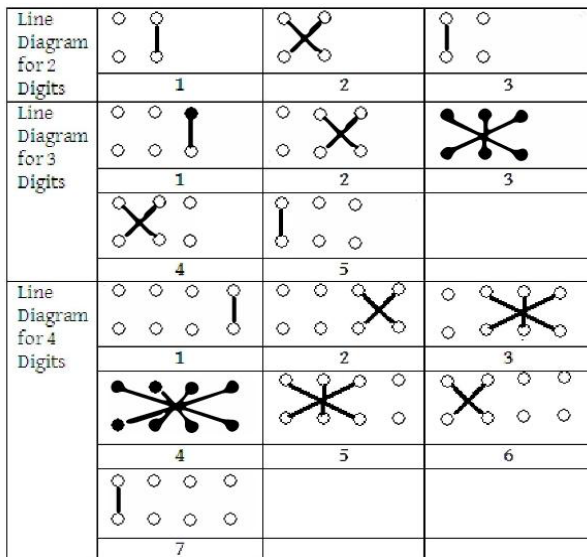 Line
Diagram
for 2
Digits
1 2 3
Line
Diagram
for 3
Digits
1 2 3
4 5
Line
Diagram
for 4
Digits
1 2 3
4 5 6
7